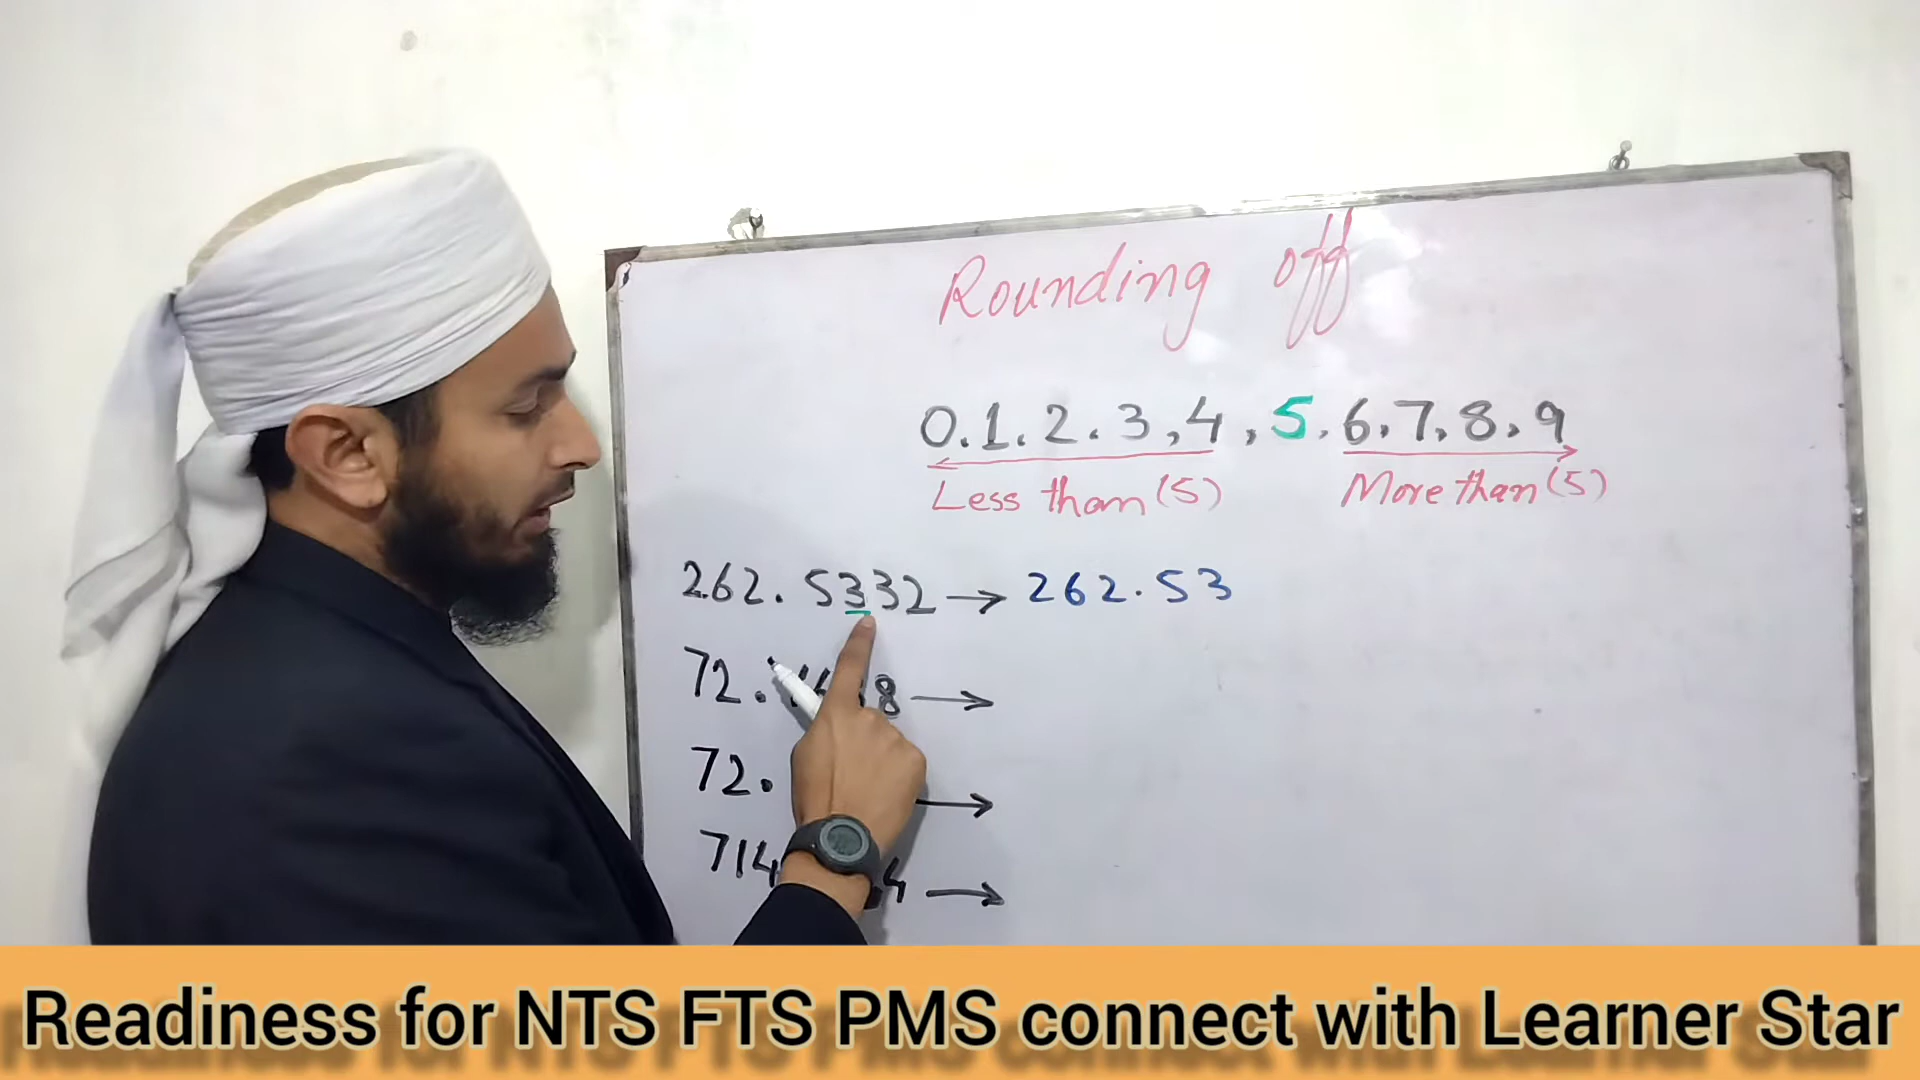 Rounding off
0.1.2.3,4,5.6,7,8,9
Less than (5) More than (5)
262.5332 → 262.53
72. 8 →
72. →
714 4 →
Readiness for NTS FTS PMS connect with Learner Star